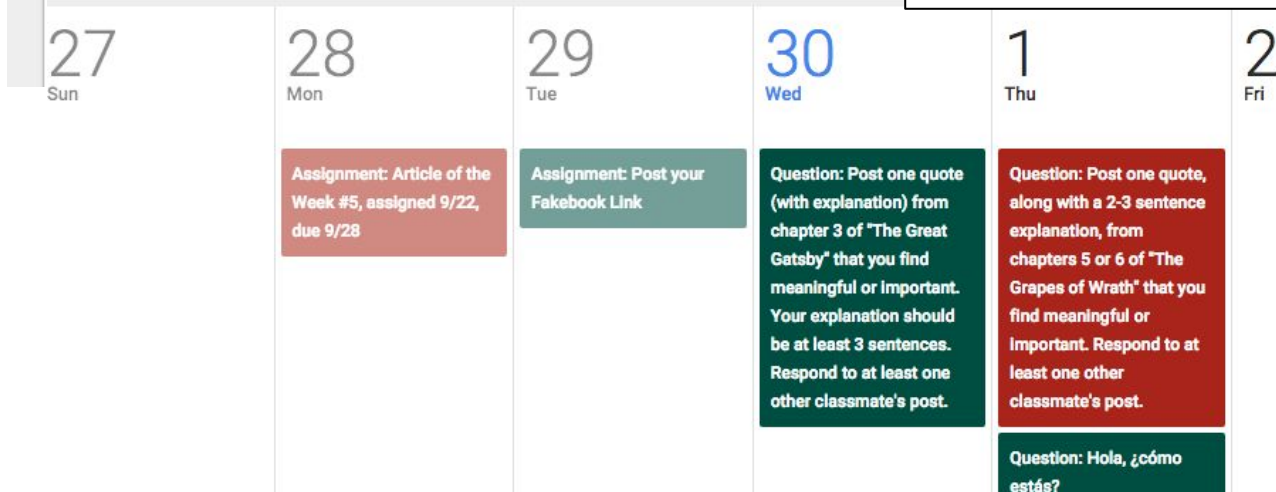 27
Sun
28
Mon
29
Tue
30
Wed
1
Thu
2
Fri
Assignment: Article of the
Week #5, assigned 9/22,
due 9/28
Assignment: Post your
Fakebook Link
Question: Post one quote
(with explanation) from
chapter 3 of "The Great
Gatsby" that you find
meaningful or important.
Your explanation should
be at least 3 sentences.
Respond to at least one
other classmate's post.
Question: Post one quote,
along with a 2-3 sentence
explanation, from
chapters 5 or 6 of "The
Grapes of Wrath" that you
find meaningful or
important. Respond to at
least one other
classmate's post.
Question: Hola, ¿cómo
estás?